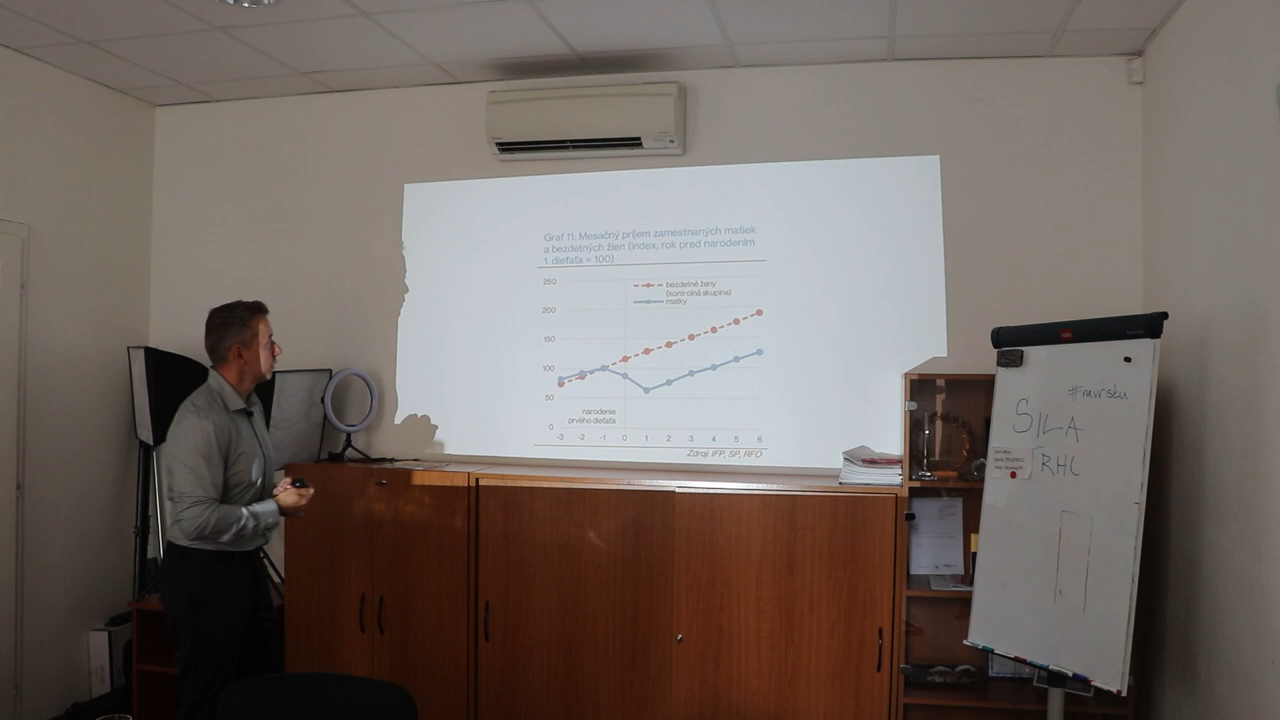 Graf 11: Mesačný príjem zamestnaných matiek
a bezdetných žien (index, rok pred narodením
1. dieťaťa = 100)
250
200
150
100
50
0
bezdetné ženy
(kontrolná skupina)
matky
narodenie
prvého dieťaťa
-3 -2 -1 0 1 2 3 4 5 6
Zdroj: IFP, SP, RFO
#mvrsku
SILA
RHC